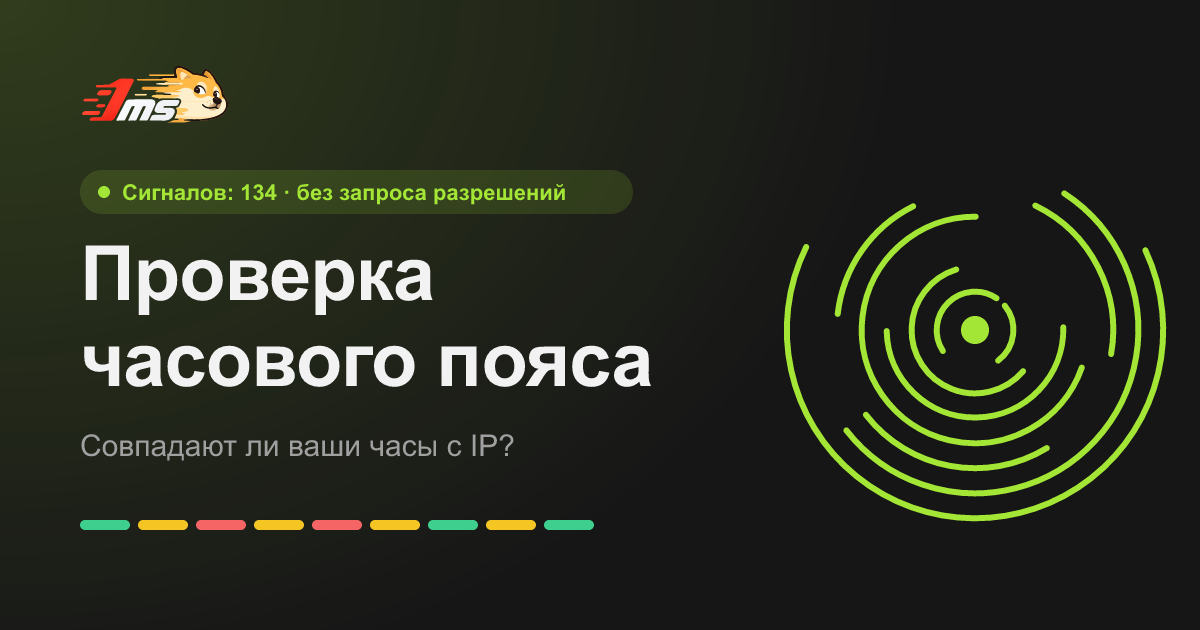 1ms
Сигналов: 134 · без запроса разрешений
Проверка
часового пояса
Совпадают ли ваши часы с IP?